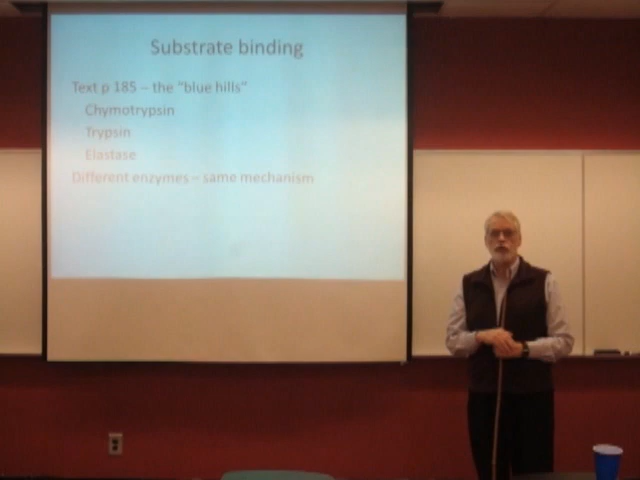 Substrate binding
Text p 185 – the "blue hills"
Chymotrypsin
Trypsin
Elastase
Different enzymes – same mechanism